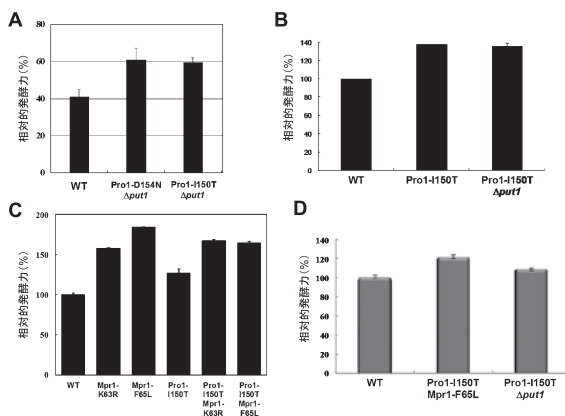 A
相対的発酵力(%)
80
60
40
20
0
WT
Pro1-D154N
Δput1
Pro1-I150T
Δput1
B
相対的発酵力(%)
140
120
100
80
60
40
20
0
WT
Pro1-I150T
Pro1-I150T
Δput1
C
相対的発酵力(%)
200
150
100
50
0
WT
Mpr1-
K63R
Mpr1-
F65L
Pro1-
I150T
Pro1-
I150T
Mpr1-
K63R
Pro1-
I150T
Mpr1-
F65L
D
相対的発酵力(%)
140
120
100
80
60
40
20
0
WT
Pro1-I150T
Mpr1-F65L
Pro1-I150T
Δput1